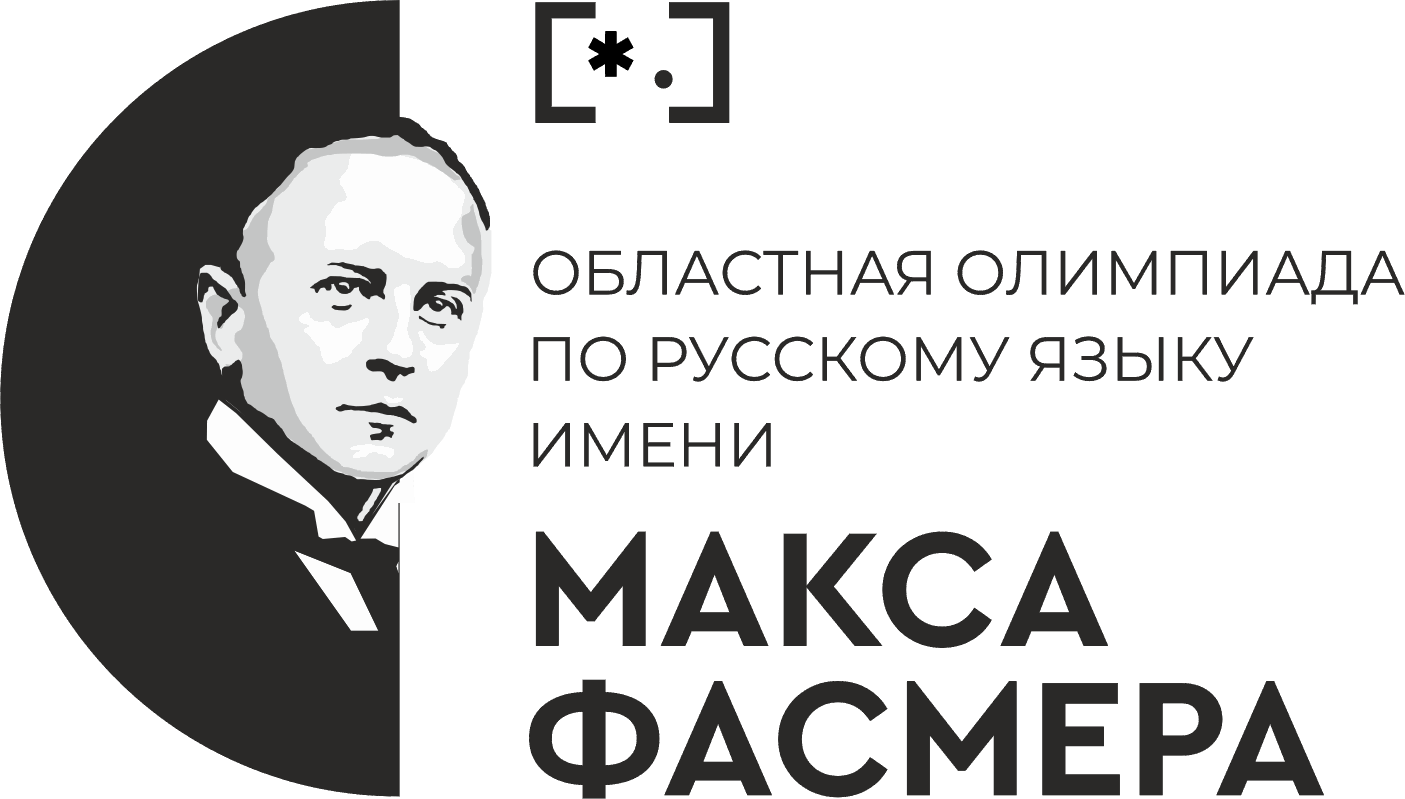 [*.]
ОБЛАСТНАЯ ОЛИМПИАДА
ПО РУССКОМУ ЯЗЫКУ
ИМЕНИ
МАКСА
ФАСМЕРА